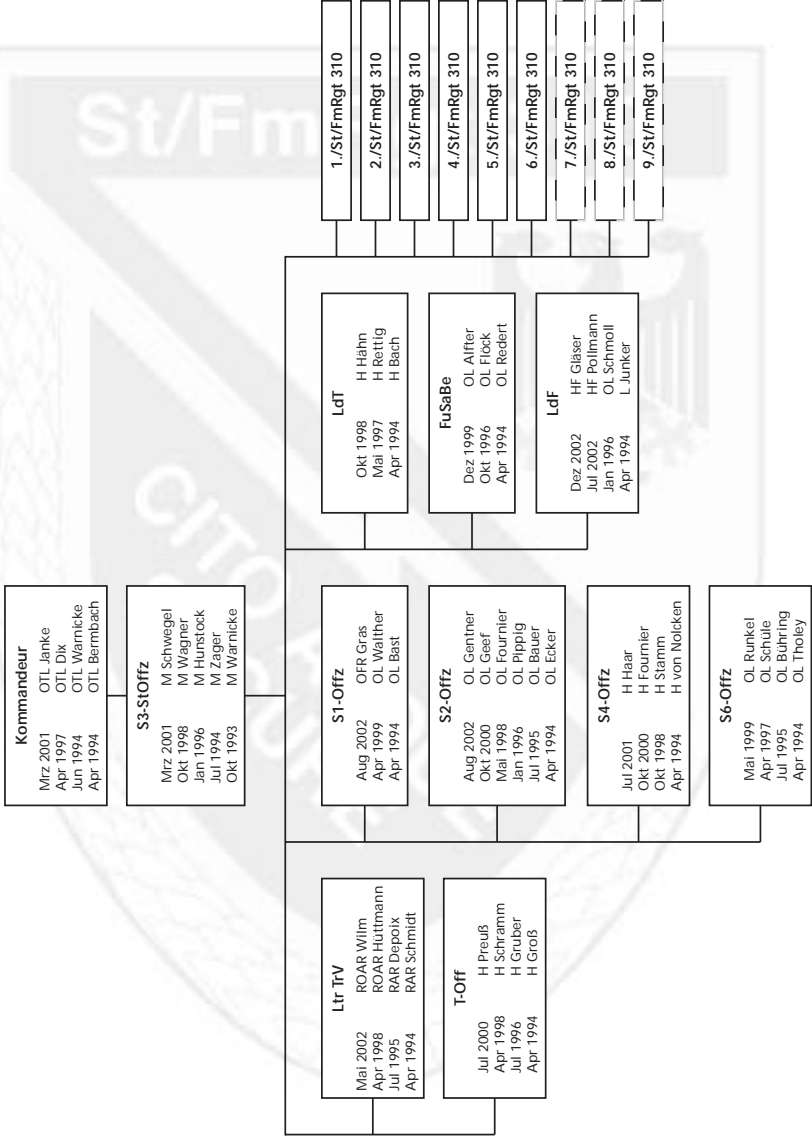 Kommandeur
Mrz 2001 OTL Janke
Apr 1997 OTL Dix
Jun 1994 OTL Warnicke
Apr 1994 OTL Bermbach
S3-StOffz
Mrz 2001 M Schwegel
Okt 1998 M Wagner
Jan 1996 M Hunstock
Jul 1994 M Zager
Okt 1993 M Warnicke
Ltr TrV
Mai 2002 ROAR Wilm
Apr 1998 ROAR Hüttmann
Jul 1995 RAR Depoix
Apr 1994 RAR Schmidt
T-Off
Jul 2000 H Preuß
Apr 1998 H Schramm
Jul 1996 H Gruber
Apr 1994 H Groß
S1-Offz
Aug 2002 OFR Gras
Apr 1999 OL Walther
Apr 1994 OL Bast
S2-Offz
Aug 2002 OL Gentner
Okt 2000 OL Geef
Mai 1998 OL Fournier
Jan 1996 OL Pippig
Jul 1995 OL Bauer
Apr 1994 OL Ecker
S4-Offz
Jul 2001 H Haar
Okt 2000 H Fournier
Okt 1998 H Stamm
Apr 1994 H von Nolcken
S6-Offz
Mai 1999 OL Runkel
Apr 1997 OL Schüle
Jul 1995 OL Bühring
Apr 1994 OL Tholey
LdT
Okt 1998 H Hähn
Mai 1997 H Rettig
Apr 1994 H Bach
FuSaBe
Dez 1999 OL Alfter
Okt 1996 OL Flöck
Apr 1994 OL Redert
LdF
Dez 2002 HF Gläser
Jul 2002 HF Pollmann
Jan 1996 OL Schmoll
Apr 1994 L Junker
1./St/FmRgt 310
2./St/FmRgt 310
3./St/FmRgt 310
4./St/FmRgt 310
5./St/FmRgt 310
6./St/FmRgt 310
7./St/FmRgt 310
8./St/FmRgt 310
9./St/FmRgt 310
St/Fm
CITO